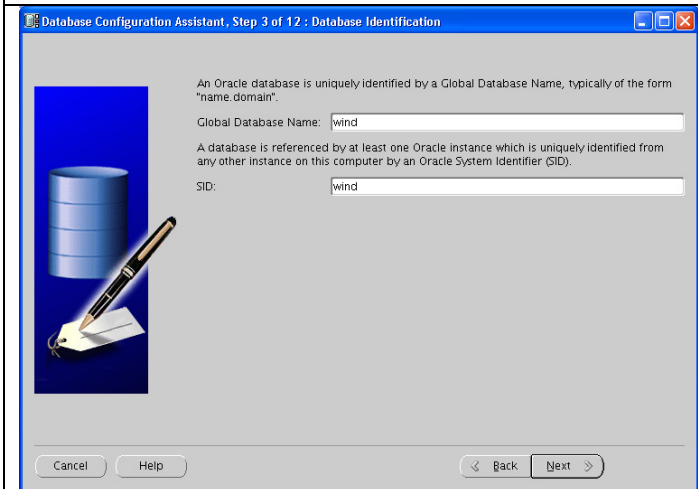 Database Configuration Assistant, Step 3 of 12 : Database Identification
An Oracle database is uniquely identified by a Global Database Name, typically of the form
"name.domain".
Global Database Name: wind
A database is referenced by at least one Oracle instance which is uniquely identified from
any other instance on this computer by an Oracle System Identifier (SID).
SID: wind
Cancel Help Back Next